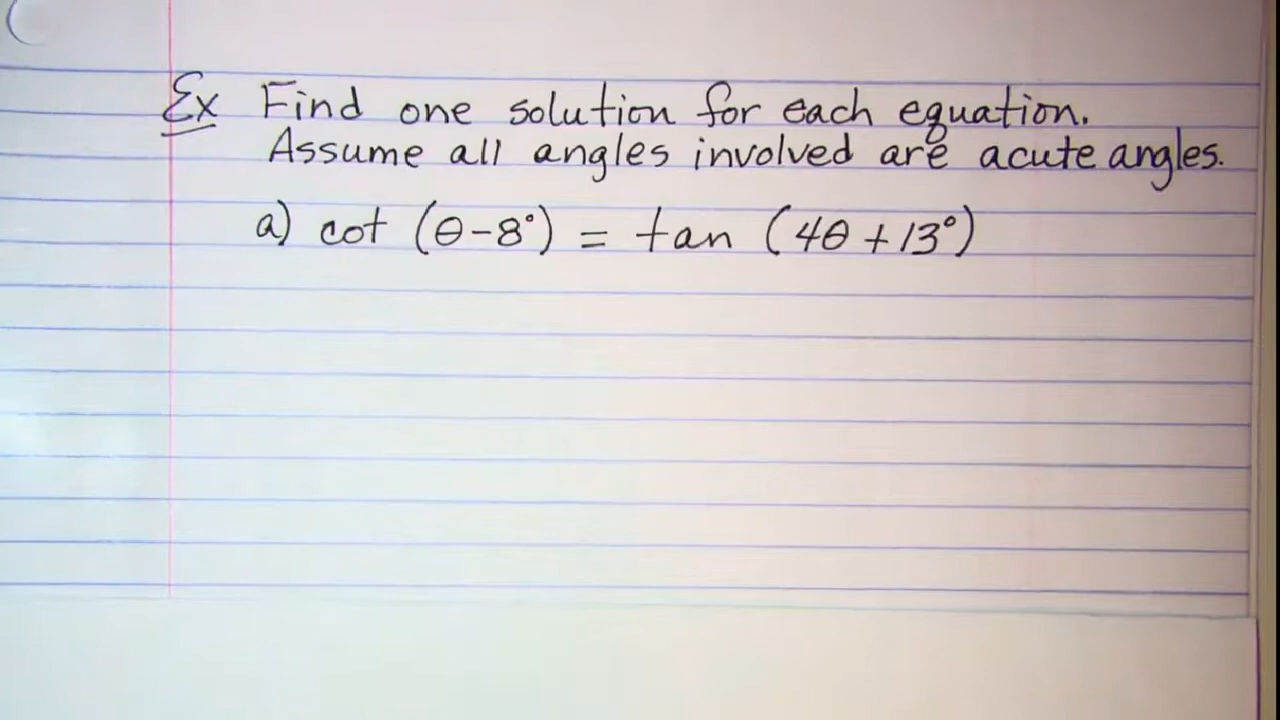 Ex Find one solution for each equation.
Assume all angles involved are acute angles.
a) cot (θ-8°) = tan (4θ+13°)